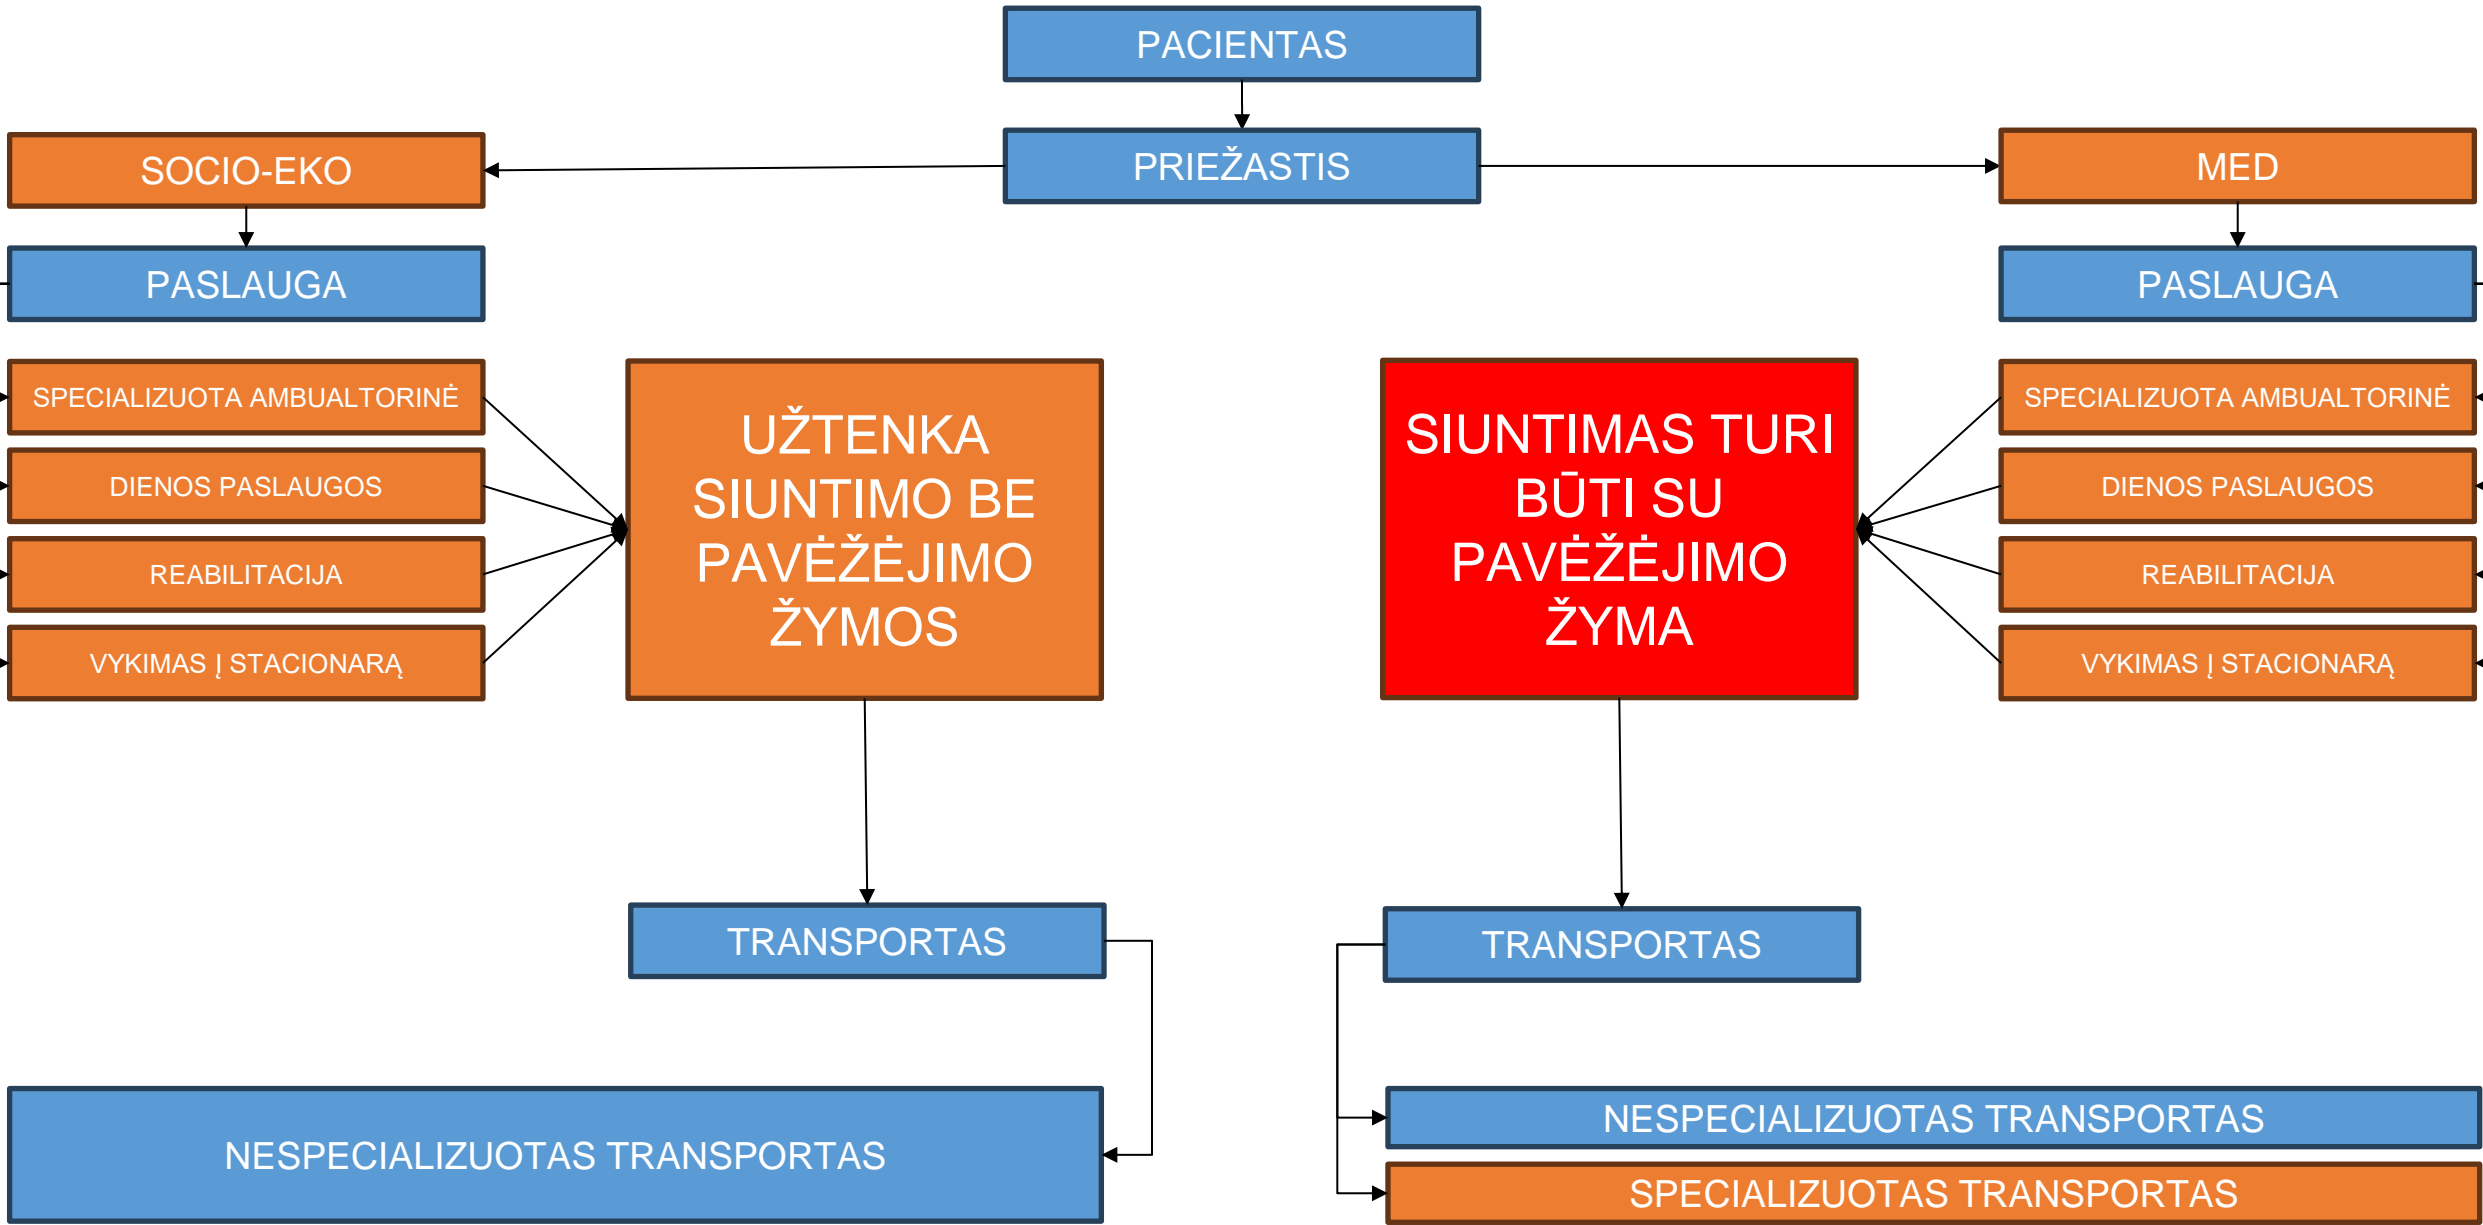 PACIENTAS
SOCIO-EKO
PRIEŽASTIS
MED
PASLAUGA
PASLAUGA
SPECIALIZUOTA AMBUALTORINĖ
DIENOS PASLAUGOS
REABILITACIJA
VYKIMAS Į STACIONARĄ
UŽTENKA
SIUNTIMO BE
PAVĖŽĖJIMO
ŽYMOS
SIUNTIMAS TURI
BŪTI SU
PAVĖŽĖJIMO
ŽYMA
SPECIALIZUOTA AMBUALTORINĖ
DIENOS PASLAUGOS
REABILITACIJA
VYKIMAS Į STACIONARĄ
TRANSPORTAS
TRANSPORTAS
NESPECIALIZUOTAS TRANSPORTAS
NESPECIALIZUOTAS TRANSPORTAS
SPECIALIZUOTAS TRANSPORTAS